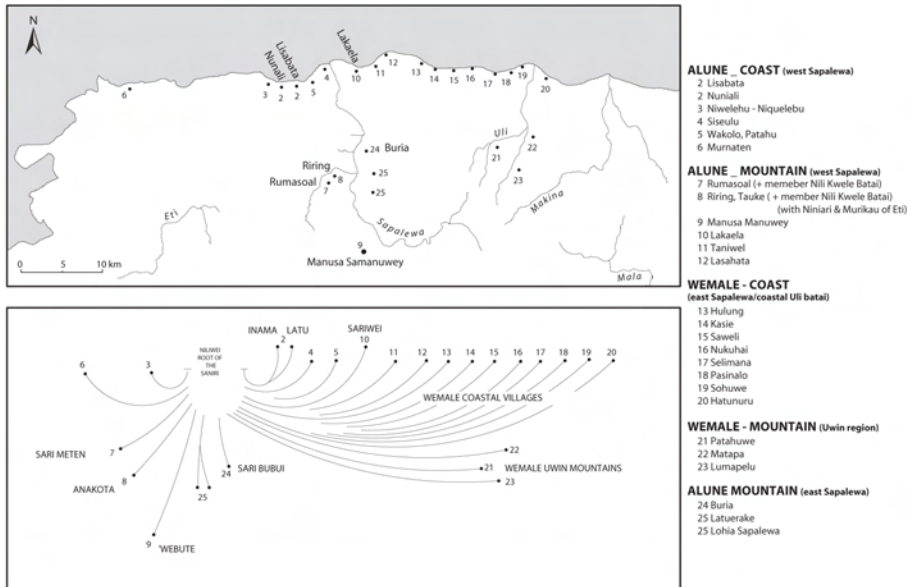 N
Nunali
Lisabata
Lakaela
6
3
2
2
5
4
10
11
12
13
14
15
16
17
18
19
20
24 Buria
Uli
21
22
23
Riring
Rumasoal
8
7
25
25
Makina
Eti
Sapalewa
9
Manusa Samanuwey
Mala
0 5 10 km
INAMA LATU
2
SARIWEI
10
NILIWEI
ROOT OF
THE
SANIRI
6
3
4
5
11
12
13
14
15
16
17
18
19
20
WEMALE COASTAL VILLAGES
SARI METEN
7
8
ANAKOTA
25
24
SARI BUBUI
22
21
WEMALE UWIN MOUNTAINS
23
9
'WEBUTE
ALUNE _ COAST (west Sapalewa)
2 Lisabata
2 Nuniali
3 Niwelehu - Niquelebu
4 Siseulu
5 Wakolo, Patahu
6 Murnaten
ALUNE _ MOUNTAIN (west Sapalewa)
7 Rumasoal (+ memeber Nili Kwele Batai)
8 Riring, Tauke ( + member Nili Kwele Batai)
(with Niniari & Murikau of Eti)
9 Manusa Manuwey
10 Lakaela
11 Taniwel
12 Lasahata
WEMALE - COAST
(east Sapalewa/coastal Uli batai)
13 Hulung
14 Kasie
15 Saweli
16 Nukuhai
17 Selimana
18 Pasinalo
19 Sohuwe
20 Hatunuru
WEMALE - MOUNTAIN (Uwin region)
21 Patahuwe
22 Matapa
23 Lumapelu
ALUNE MOUNTAIN (east Sapalewa)
24 Buria
25 Latuerake
25 Lohia Sapalewa